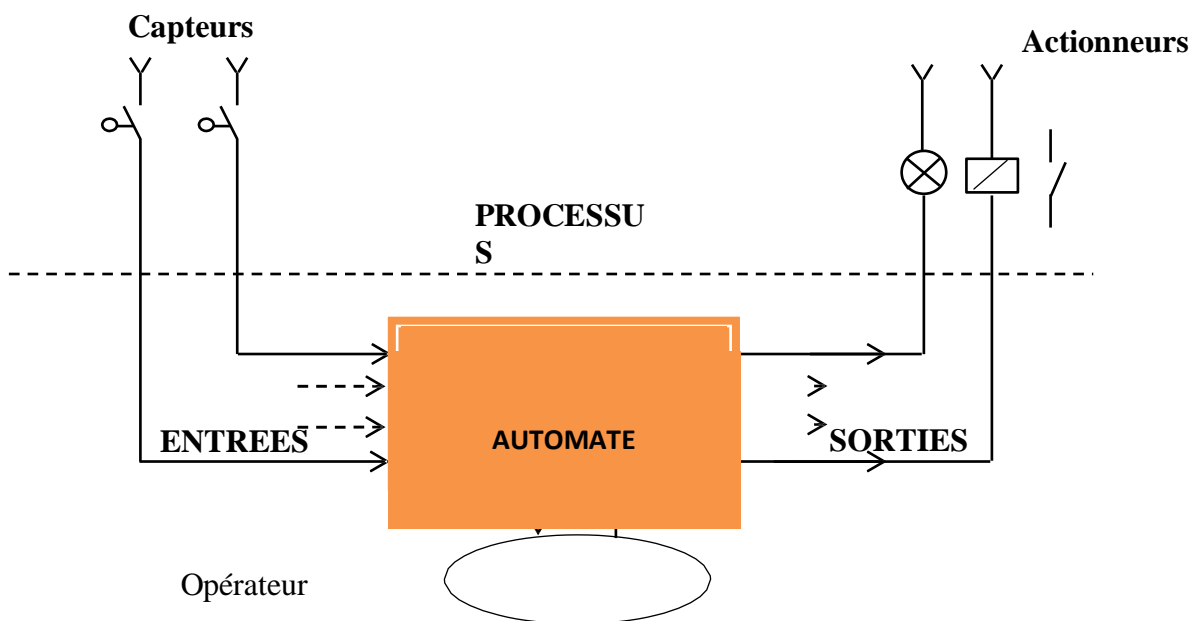 Capteurs
Actionneurs
PROCESSU
S
ENTREES
AUTOMATE
SORTIES
Opérateur